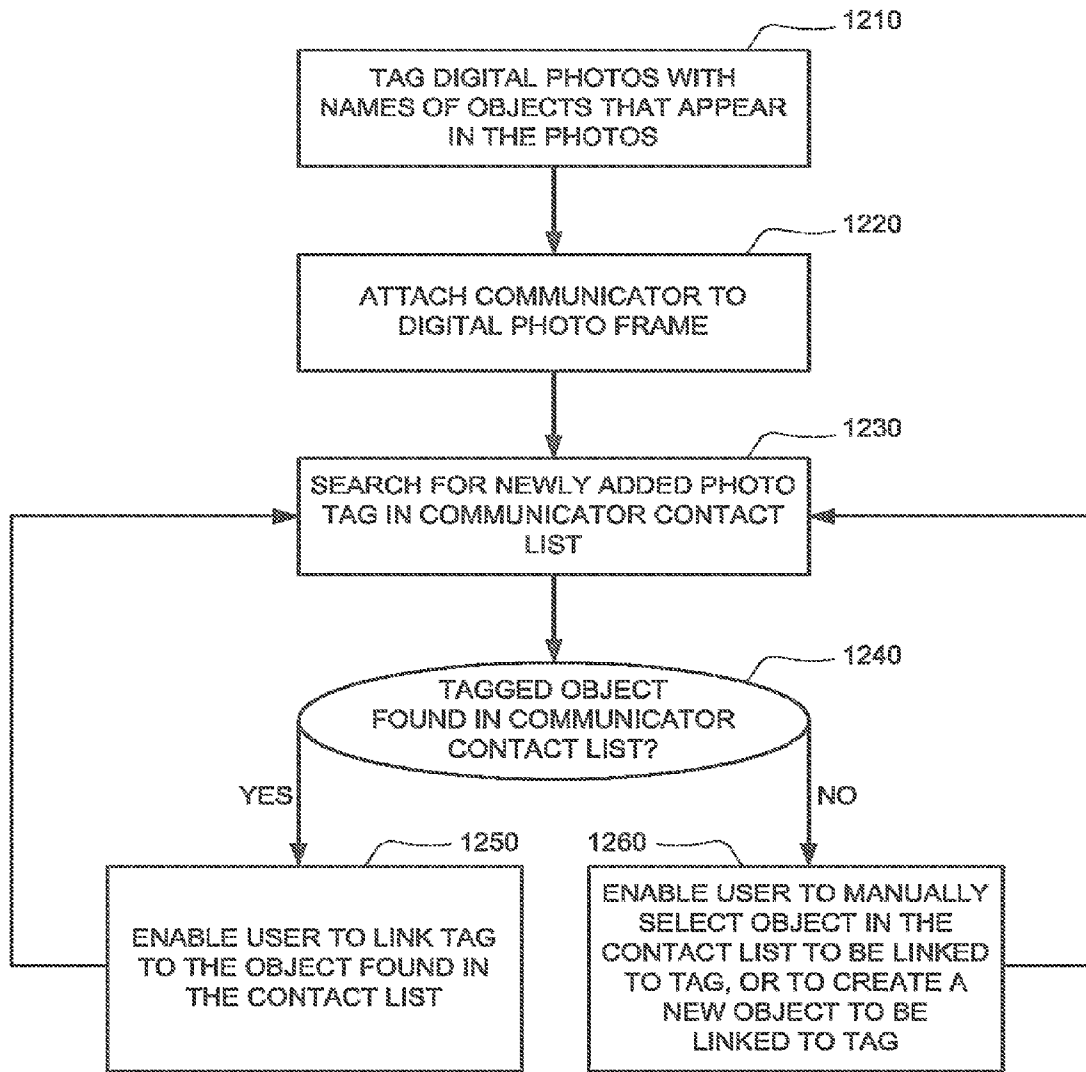 1210
TAG DIGITAL PHOTOS WITH
NAMES OF OBJECTS THAT APPEAR
IN THE PHOTOS
1220
ATTACH COMMUNICATOR TO
DIGITAL PHOTO FRAME
1230
SEARCH FOR NEWLY ADDED PHOTO
TAG IN COMMUNICATOR CONTACT
LIST
1240
TAGGED OBJECT
FOUND IN COMMUNICATOR
CONTACT LIST?
YES
NO
1250
ENABLE USER TO LINK TAG
TO THE OBJECT FOUND IN
THE CONTACT LIST
1260
ENABLE USER TO MANUALLY
SELECT OBJECT IN THE
CONTACT LIST TO BE LINKED
TO TAG, OR TO CREATE A
NEW OBJECT TO BE
LINKED TO TAG